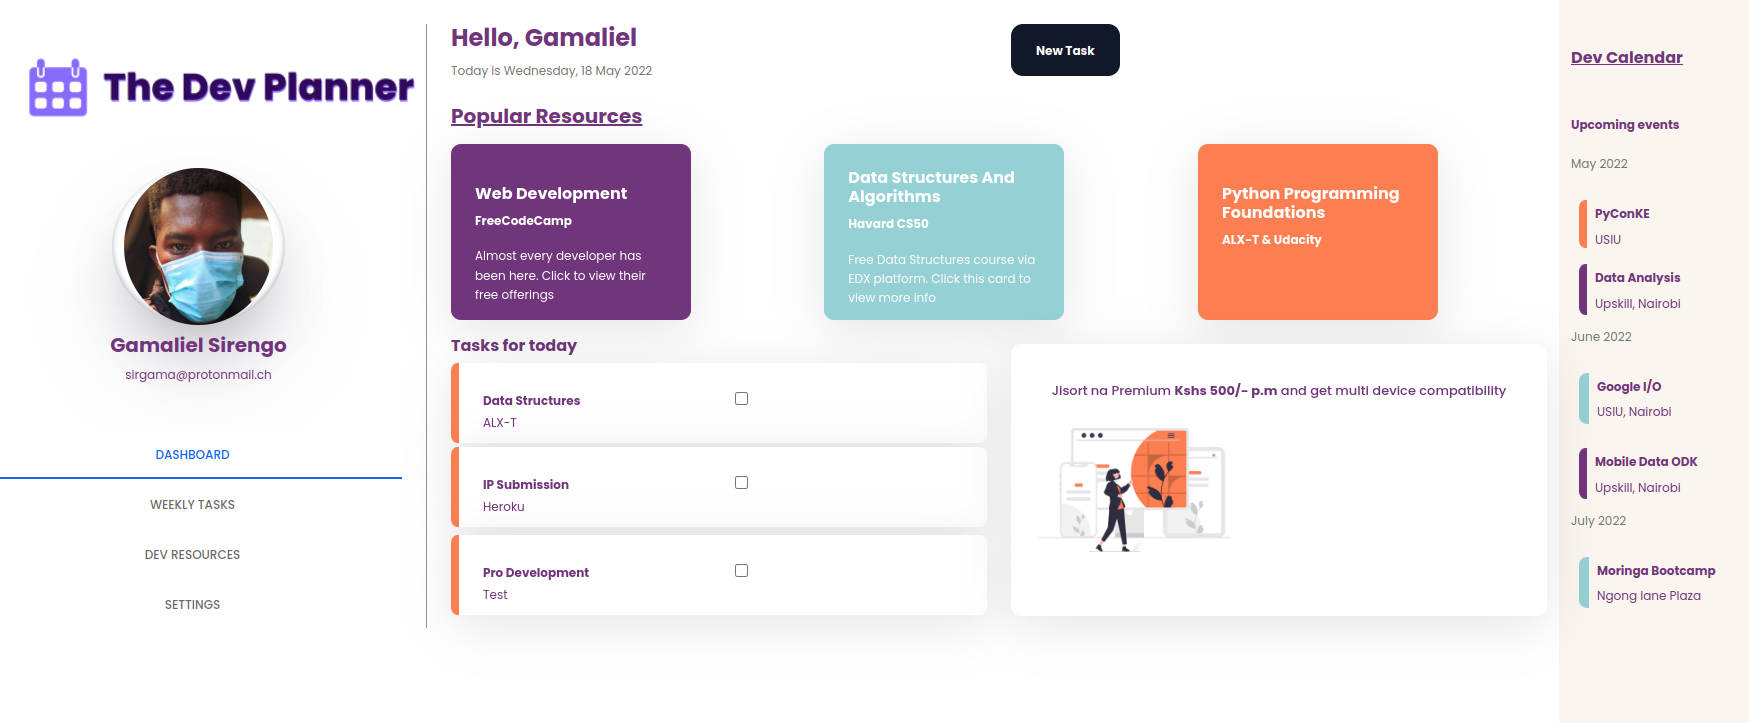 The Dev Planner
Gamaliel Sirengo
sirgama@protonmail.ch
DASHBOARD
WEEKLY TASKS
DEV RESOURCES
SETTINGS
Hello, Gamaliel
Today is Wednesday, 18 May 2022
New Task
Popular Resources
Web Development
FreeCodeCamp
Almost every developer has
been here. Click to view their
free offerings
Data Structures And
Algorithms
Havard CS50
Free Data Structures course via
EDX platform. Click this card to
view more info
Python Programming
Foundations
ALX-T & Udacity
Tasks for today
Data Structures
ALX-T
IP Submission
Heroku
Pro Development
Test
Jisort na Premium Kshs 500/- p.m and get multi device compatibility
Dev Calendar
Upcoming events
May 2022
PyConKE
USIU
Data Analysis
Upskill, Nairobi
June 2022
Google I/O
USIU, Nairobi
Mobile Data ODK
Upskill, Nairobi
July 2022
Moringa Bootcamp
Ngong lane Plaza